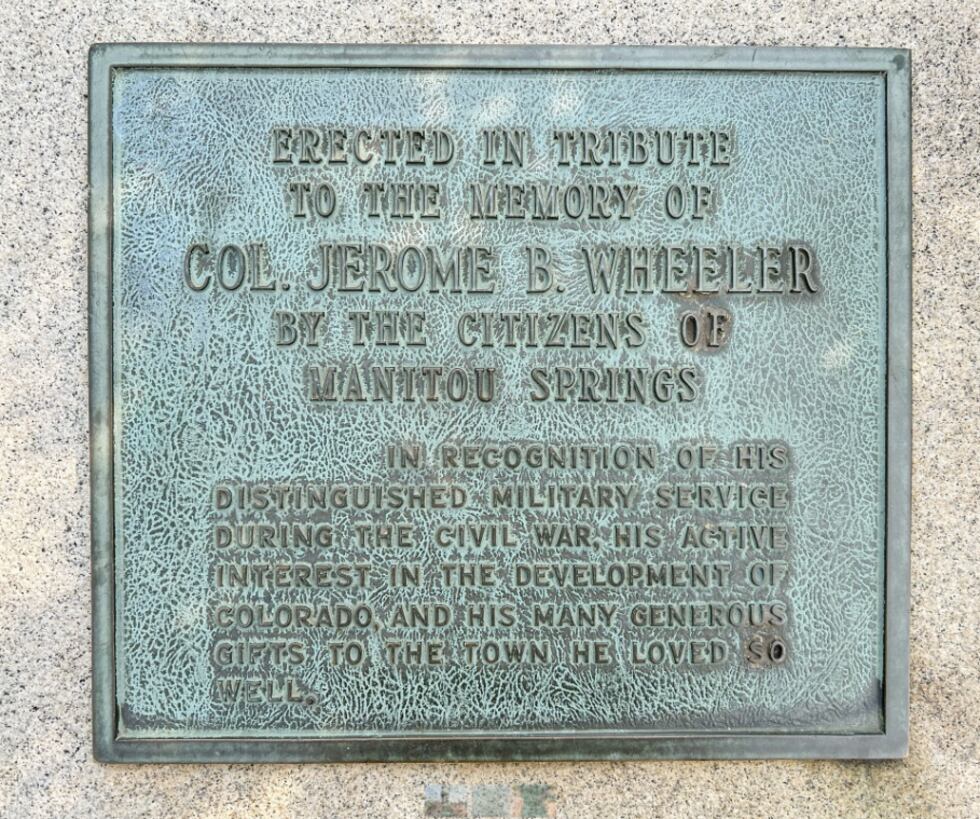 ERECTED IN TRIBUTE
TO THE MEMORY OF
COL. JEROME B. WHEELER
BY THE CITIZENS OF
MANITOU SPRINGS
IN RECOGNITION OF HIS
DISTINGUISHED MILITARY SERVICE
DURING THE CIVIL WAR, HIS ACTIVE
INTEREST IN THE DEVELOPMENT OF
COLORADO, AND HIS MANY GENEROUS
GIFTS TO THE TOWN HE LOVED SO
WELL.